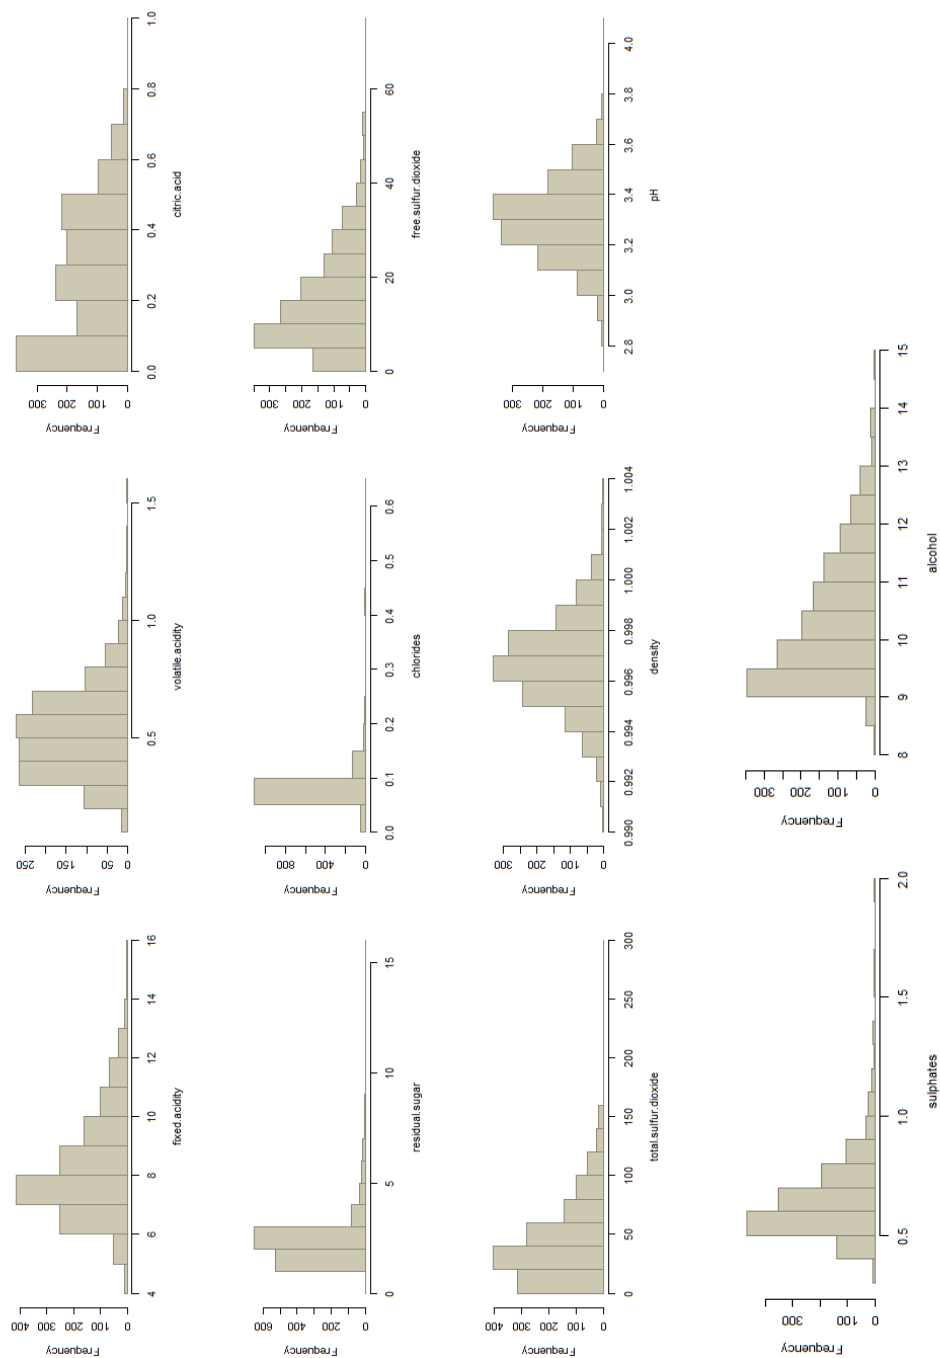 Frequency
0 100 200 300 400
4 6 8 10 12 14 16
fixed.acidity
Frequency
0 50 150 250
0.5 1.0 1.5
volatile.acidity
Frequency
0 100 200 300
0.0 0.2 0.4 0.6 0.8 1.0
citric.acid
Frequency
0 200 600
0 5 10 15
residual.sugar
Frequency
0 400 800
0.0 0.1 0.2 0.3 0.4 0.5 0.6
chlorides
Frequency
0 100 200 300
0 20 40 60
free.sulfur.dioxide
Frequency
0 100 200 300 400
0 50 100 150 200 250 300
total.sulfur.dioxide
Frequency
0 100 200 300
0.990 0.992 0.994 0.996 0.998 1.000 1.002 1.004
density
Frequency
0 100 200 300
2.8 3.0 3.2 3.4 3.6 3.8 4.0
pH
Frequency
0 100 300
0.5 1.0 1.5 2.0
sulphates
Frequency
0 100 200 300
8 9 10 11 12 13 14 15
alcohol